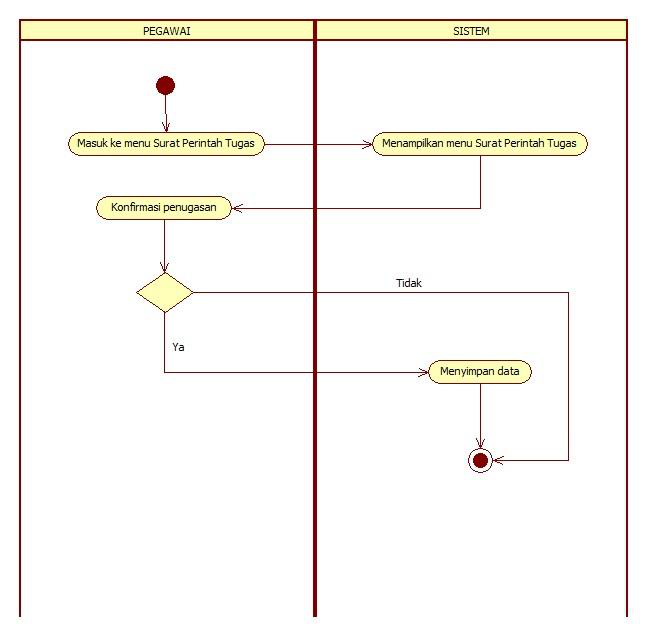 PEGAWAI
SISTEM
Masuk ke menu Surat Perintah Tugas
Menampilkan menu Surat Perintah Tugas
Konfirmasi penugasan
Tidak
Ya
Menyimpan data